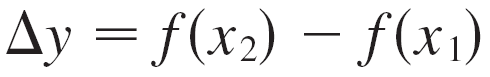 Δy = f(x₂) − f(x₁)